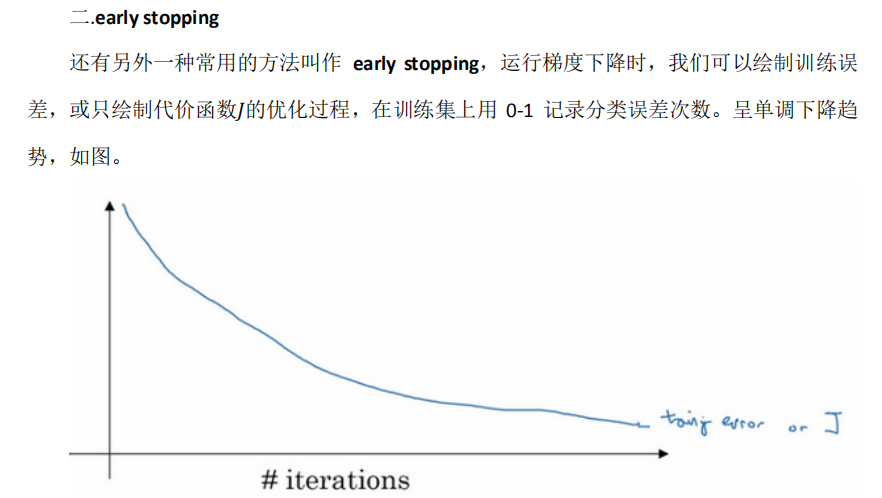 二.early stopping
还有另外一种常用的方法叫作 early stopping，运行梯度下降时，我们可以绘制训练误
差，或只绘制代价函数J的优化过程，在训练集上用 0-1 记录分类误差次数。呈单调下降趋
势，如图。
error or J
# iterations